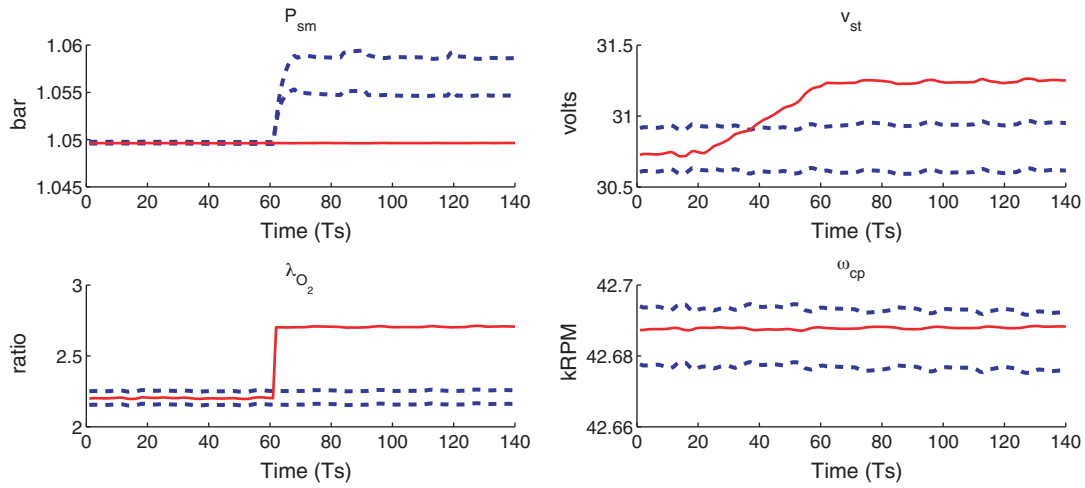 P_sm
bar
1.06
1.055
1.05
1.045
0 20 40 60 80 100 120 140
Time (Ts)
v_st
volts
31.5
31
30.5
0 20 40 60 80 100 120 140
Time (Ts)
λ_O_2
ratio
3
2.5
2
0 20 40 60 80 100 120 140
Time (Ts)
ω_cp
kRPM
42.7
42.68
42.66
0 20 40 60 80 100 120 140
Time (Ts)